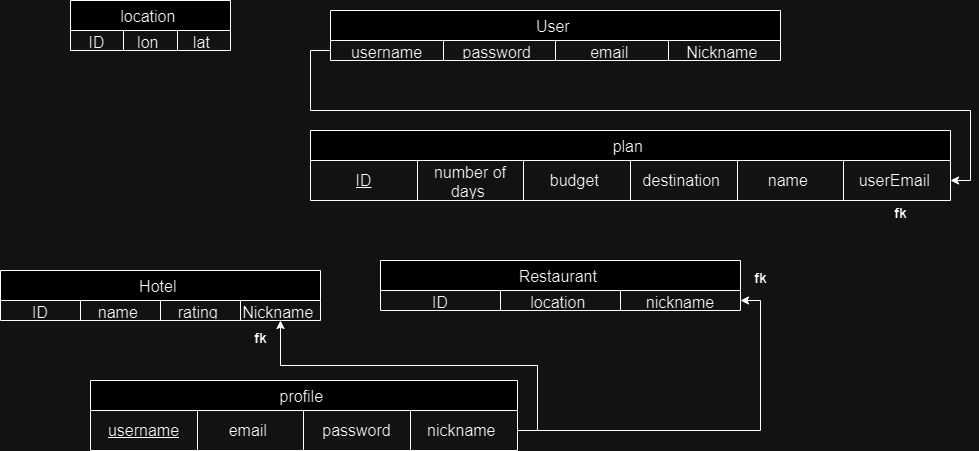 location
ID lon lat
User
username password email Nickname
plan
ID number of days budget destination name userEmail
fk
Hotel
ID name rating Nickname
fk
Restaurant
ID location nickname
fk
profile
username email password nickname